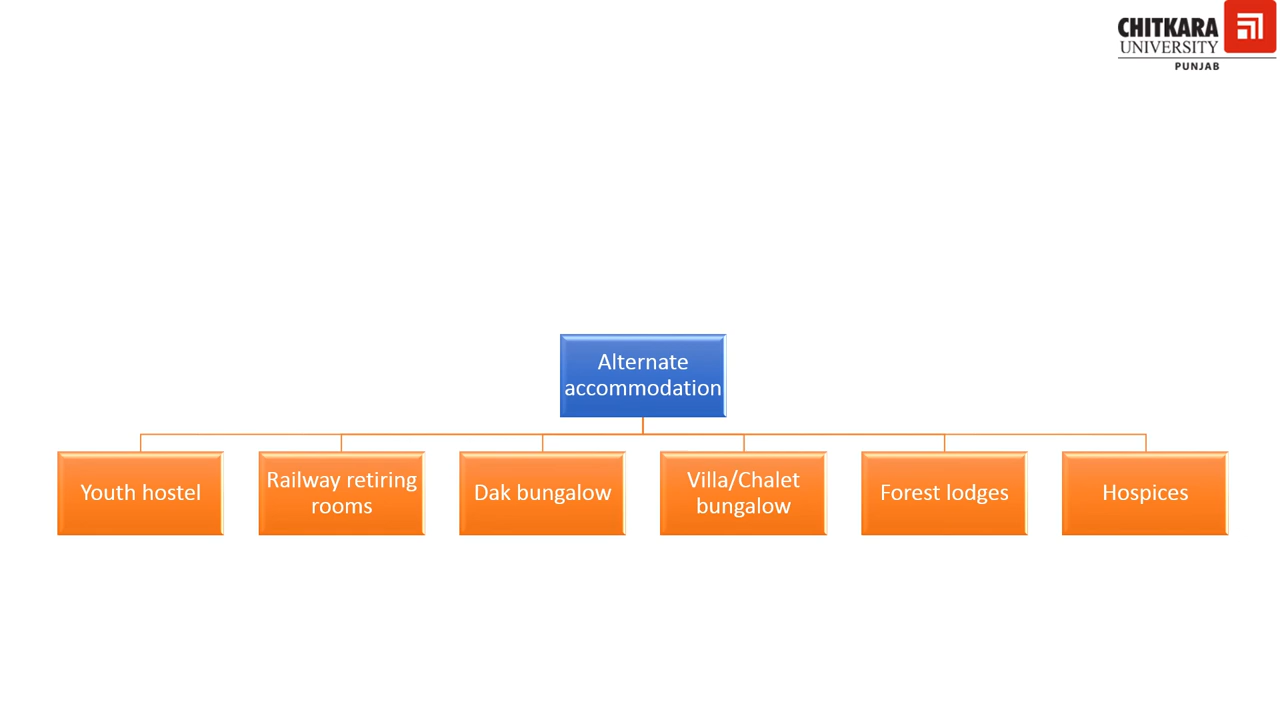 CHITKARA
UNIVERSITY
PUNJAB
Alternate
accommodation
Youth hostel
Railway retiring
rooms
Dak bungalow
Villa/Chalet
bungalow
Forest lodges
Hospices